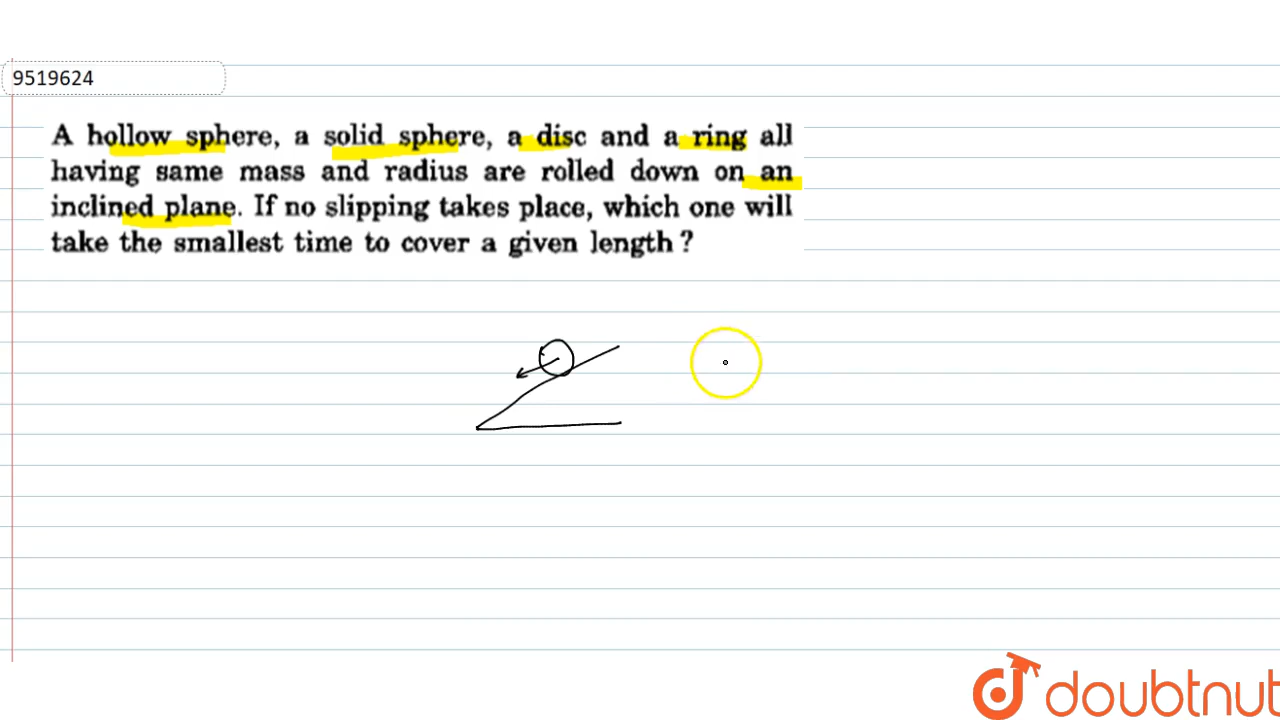 9519624
A hollow sphere, a solid sphere, a disc and a ring all
having same mass and radius are rolled down on an
inclined plane. If no slipping takes place, which one will
take the smallest time to cover a given length ?
doubtnut